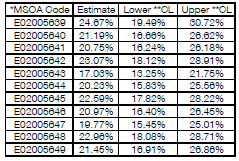 *MSOA Code Estimate Lower **OL Upper **OL
E02005639 24.67% 19.49% 30.72%
E02005640 21.19% 16.66% 26.62%
E02005641 20.75% 16.24% 26.18%
E02005642 23.07% 18.12% 28.91%
E02005643 17.03% 13.25% 21.75%
E02005644 20.23% 15.83% 25.56%
E02005645 22.59% 17.82% 28.22%
E02005646 20.97% 16.40% 26.45%
E02005647 19.77% 15.45% 25.01%
E02005648 22.96% 18.08% 28.71%
E02005649 21.45% 16.91% 26.86%